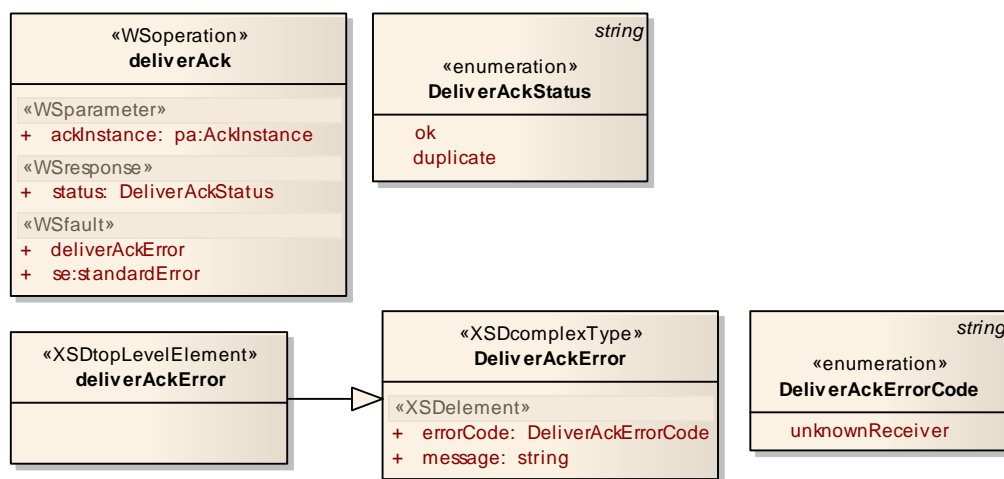 «WSoperation»
deliverAck
«WSparameter»
+ ackInstance: pa:AckInstance
«WSresponse»
+ status: DeliverAckStatus
«WSfault»
+ deliverAckError
+ se:standardError
string
«enumeration»
DeliverAckStatus
ok
duplicate
«XSDtopLevelElement»
deliverAckError
«XSDcomplexType»
DeliverAckError
«XSDelement»
+ errorCode: DeliverAckErrorCode
+ message: string
string
«enumeration»
DeliverAckErrorCode
unknownReceiver